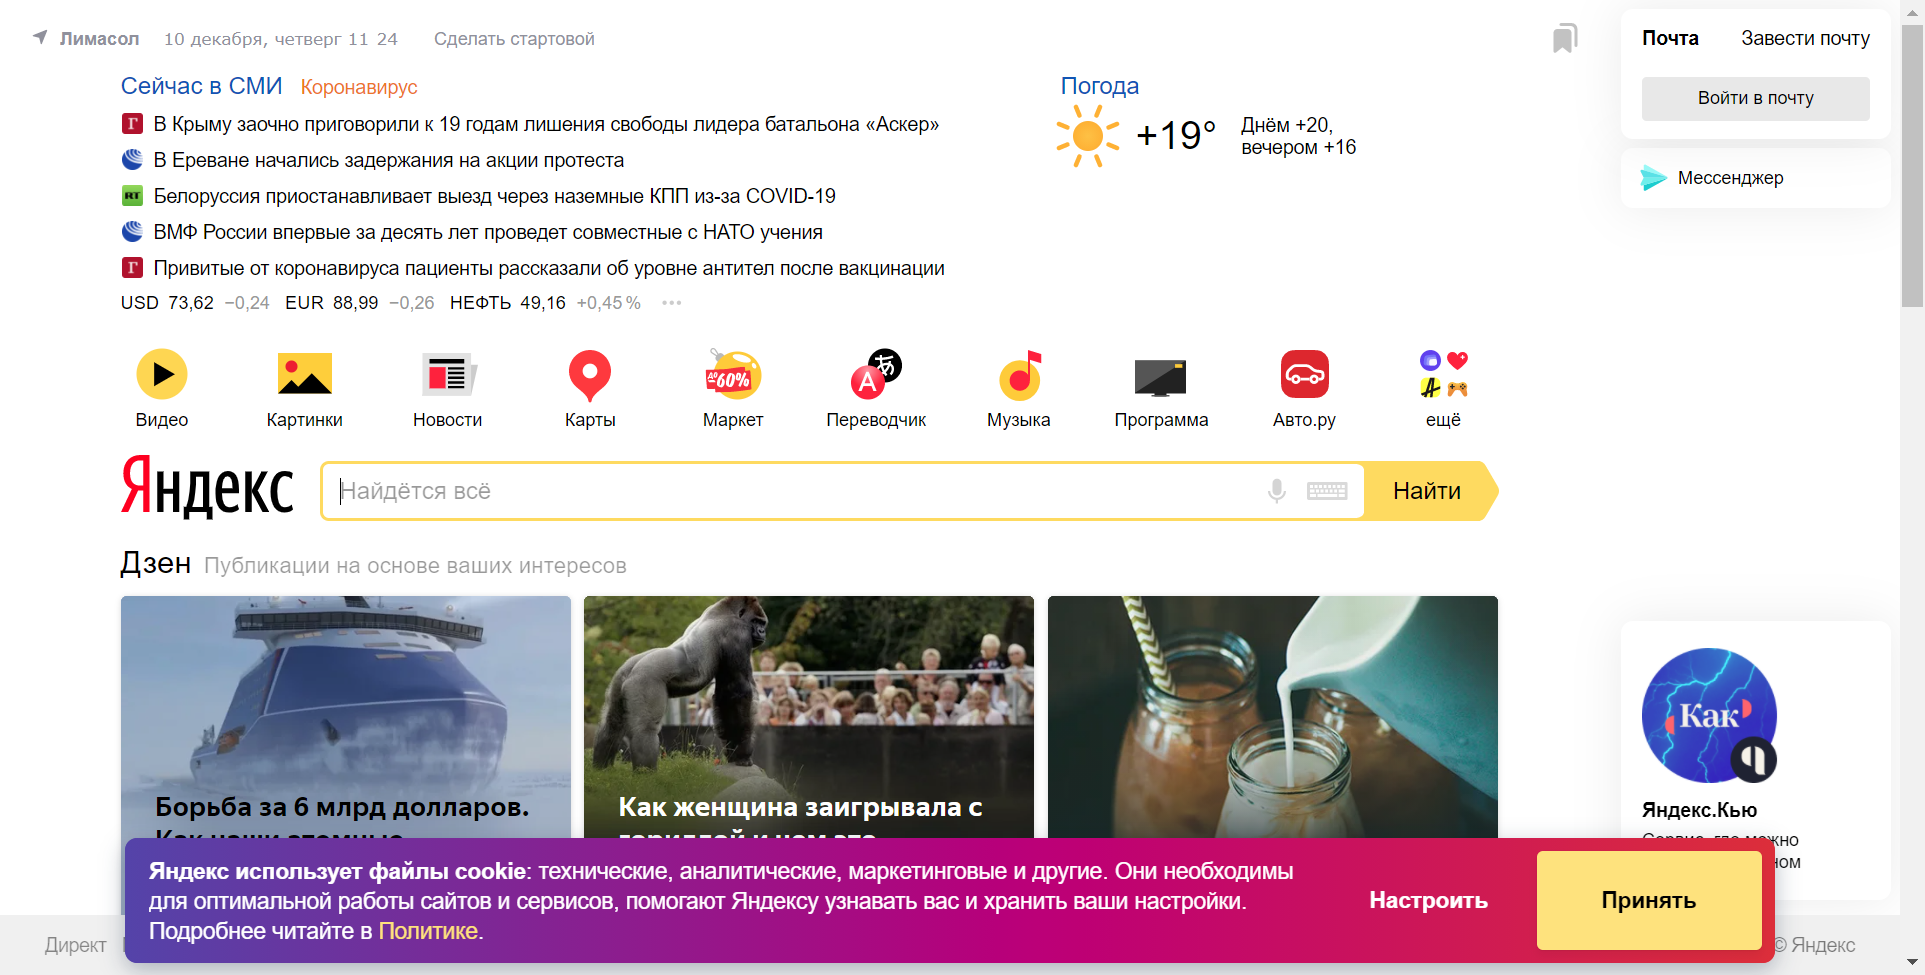 Лимасол 10 декабря, четверг 11 24 Сделать стартовой
Почта Завести почту
Войти в почту
Мессенджер
Сейчас в СМИ Коронавирус
В Крыму заочно приговорили к 19 годам лишения свободы лидера батальона «Аскер»
В Ереване начались задержания на акции протеста
RT Белоруссия приостанавливает выезд через наземные КПП из-за COVID-19
ВМФ России впервые за десять лет проведет совместные с НАТО учения
Г Привитые от коронавируса пациенты рассказали об уровне антител после вакцинации
USD 73,62 −0,24 EUR 88,99 −0,26 НЕФТЬ 49,16 +0,45 %
Погода
+19°
Днём +20,
вечером +16
до 60%
あ
A
Видео Картинки Новости Карты Маркет Переводчик Музыка Программа Авто.ру ещё
Яндекс Найдётся всё Найти
Дзен Публикации на основе ваших интересов
Борьба за 6 млрд долларов.
Как женщина заигрывала с
Как
Яндекс.Кью
Яндекс использует файлы cookie: технические, аналитические, маркетинговые и другие. Они необходимы
для оптимальной работы сайтов и сервисов, помогают Яндексу узнавать вас и хранить ваши настройки.
Подробнее читайте в Политике.
Настроить
Принять
Директ
© Яндекс